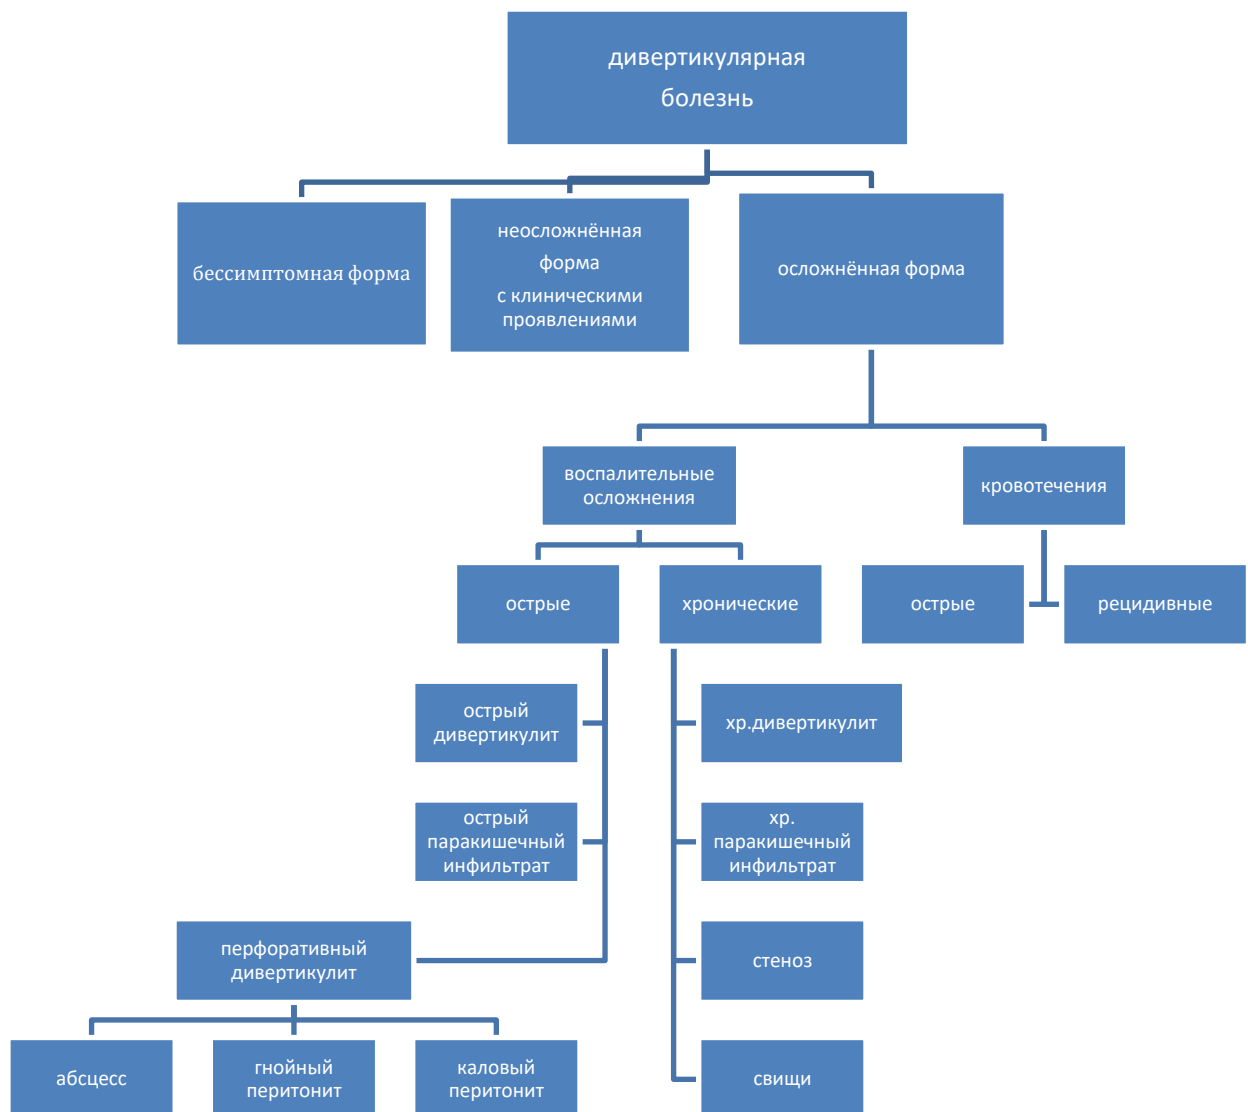 дивертикулярная
болезнь
бессимптомная форма
неосложнённая
форма
с клиническими
проявлениями
осложнённая форма
воспалительные
осложнения
кровотечения
острые
хронические
острые
рецидивные
острый
дивертикулит
хр.дивертикулит
острый
паракишечный
инфильтрат
хр.
паракишечный
инфильтрат
перфоративный
дивертикулит
стеноз
абсцесс
гнойный
перитонит
каловый
перитонит
свищи